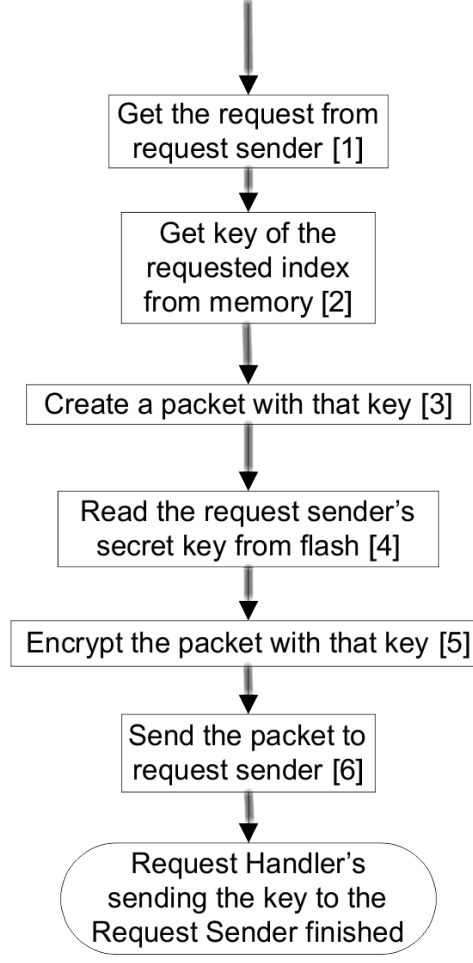 Get the request from
request sender [1]
Get key of the
requested index
from memory [2]
Create a packet with that key [3]
Read the request sender’s
secret key from flash [4]
Encrypt the packet with that key [5]
Send the packet to
request sender [6]
Request Handler’s
sending the key to the
Request Sender finished